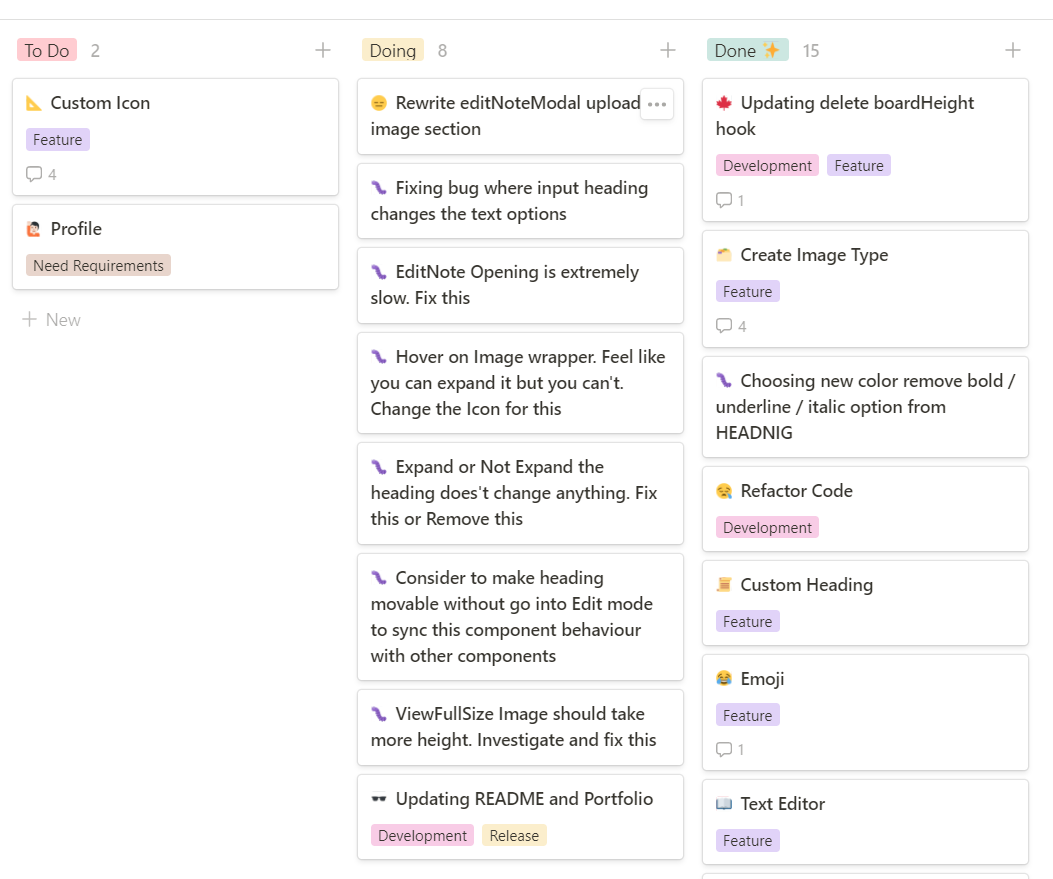 To Do 2
Custom Icon
Feature
4
Profile
Need Requirements
New
Doing 8
Rewrite editNoteModal upload
image section
Fixing bug where input heading
changes the text options
EditNote Opening is extremely
slow. Fix this
Hover on Image wrapper. Feel like
you can expand it but you can't.
Change the Icon for this
Expand or Not Expand the
heading does't change anything. Fix
this or Remove this
Consider to make heading
movable without go into Edit mode
to sync this component behaviour
with other components
ViewFullSize Image should take
more height. Investigate and fix this
Updating README and Portfolio
Development Release
Done ✨ 15
Updating delete boardHeight
hook
Development Feature
1
Create Image Type
Feature
4
Choosing new color remove bold /
underline / italic option from
HEADNIG
Refactor Code
Development
Custom Heading
Feature
Emoji
Feature
1
Text Editor
Feature